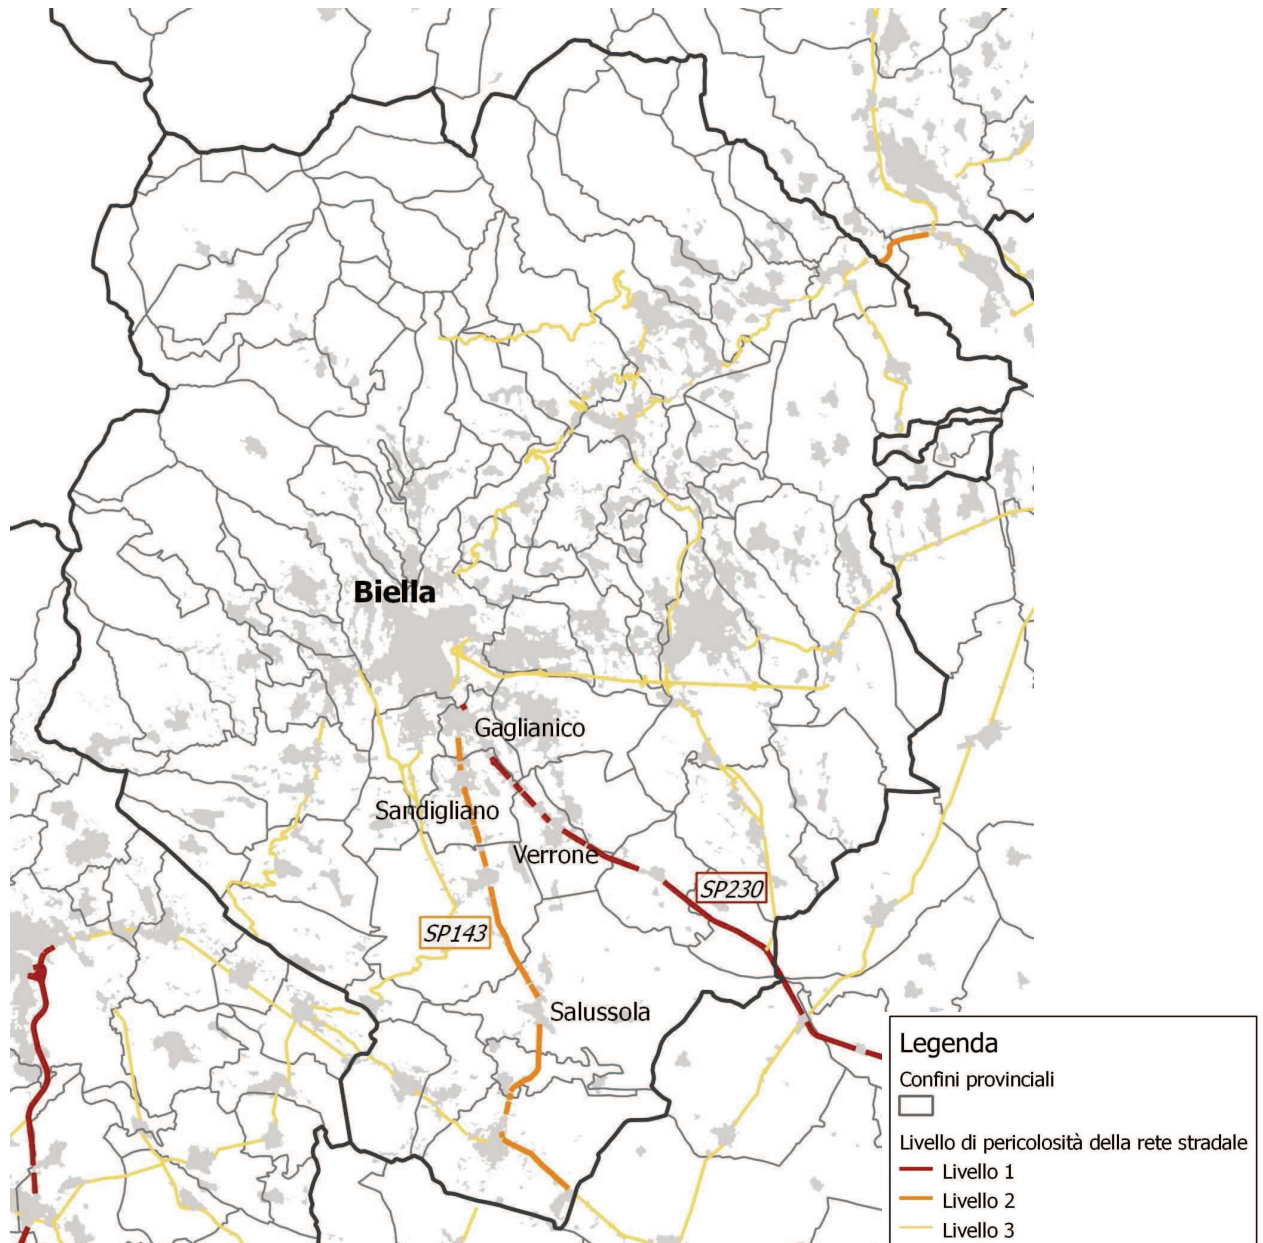 Biella
Gaglianico
Sandigliano
Verrone
SP230
SP143
Salussola
Legenda
Confini provinciali
Livello di pericolosità della rete stradale
Livello 1
Livello 2
Livello 3